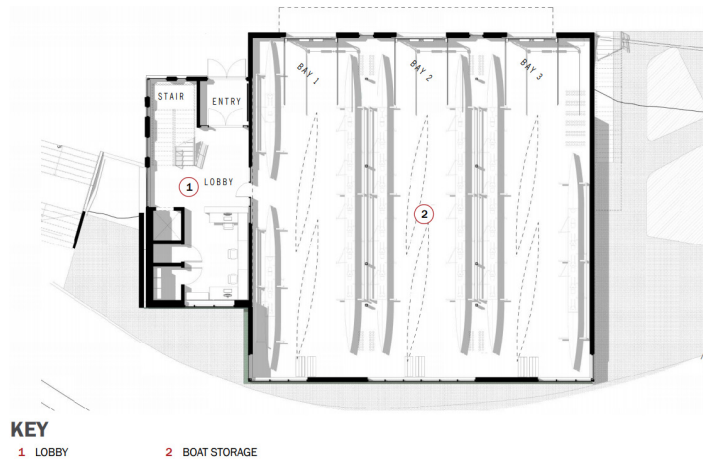 BAY 1
BAY 2
BAY 3
STAIR
ENTRY
LOBBY
1
2
KEY
1 LOBBY
2 BOAT STORAGE